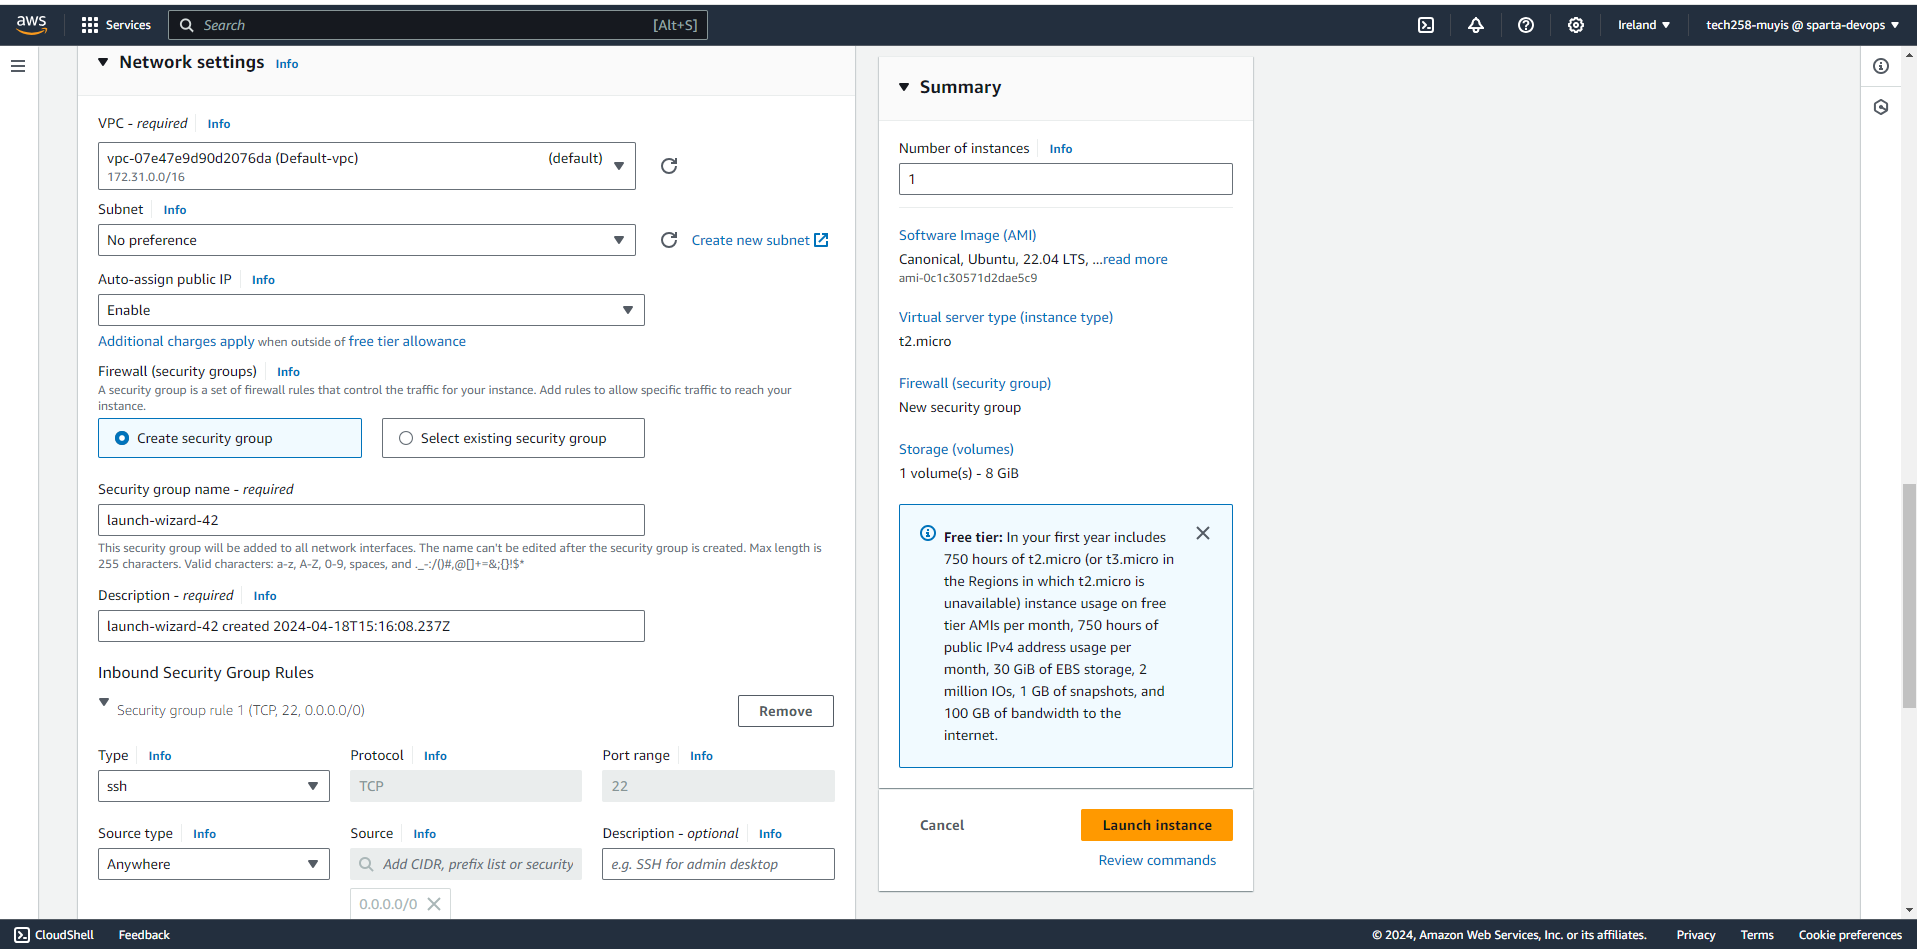 aws
Services
Search
[Alt+S]
Ireland
tech258-muyis @ sparta-devops
Network settings Info
VPC - required Info
vpc-07e47e9d90d2076da (Default-vpc) (default)
172.31.0.0/16
Subnet Info
No preference
Create new subnet
Auto-assign public IP Info
Enable
Additional charges apply when outside of free tier allowance
Firewall (security groups) Info
A security group is a set of firewall rules that control the traffic for your instance. Add rules to allow specific traffic to reach your
instance.
Create security group
Select existing security group
Security group name - required
launch-wizard-42
This security group will be added to all network interfaces. The name can't be edited after the security group is created. Max length is
255 characters. Valid characters: a-z, A-Z, 0-9, spaces, and ._-:/()#,@[]+=&;{}!$*
Description - required Info
launch-wizard-42 created 2024-04-18T15:16:08.237Z
Inbound Security Group Rules
Security group rule 1 (TCP, 22, 0.0.0.0/0)
Remove
Type Info
Protocol Info
Port range Info
ssh
TCP
22
Source type Info
Source Info
Description - optional Info
Anywhere
Add CIDR, prefix list or security
e.g. SSH for admin desktop
0.0.0.0/0
Summary
Number of instances Info
1
Software Image (AMI)
Canonical, Ubuntu, 22.04 LTS, ...read more
ami-0c1c30571d2dae5c9
Virtual server type (instance type)
t2.micro
Firewall (security group)
New security group
Storage (volumes)
1 volume(s) - 8 GiB
Free tier: In your first year includes
750 hours of t2.micro (or t3.micro in
the Regions in which t2.micro is
unavailable) instance usage on free
tier AMIs per month, 750 hours of
public IPv4 address usage per
month, 30 GiB of EBS storage, 2
million IOs, 1 GB of snapshots, and
100 GB of bandwidth to the
internet.
Cancel
Launch instance
Review commands
CloudShell
Feedback
© 2024, Amazon Web Services, Inc. or its affiliates.
Privacy
Terms
Cookie preferences